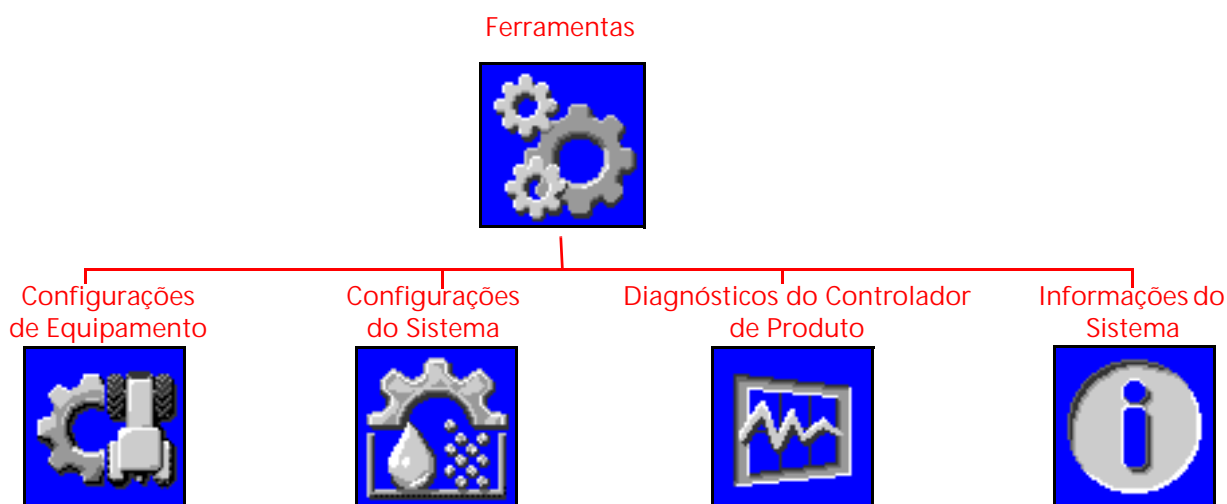 Ferramentas
Configurações
de Equipamento
Configurações
do Sistema
Diagnósticos do Controlador
de Produto
Informações do
Sistema